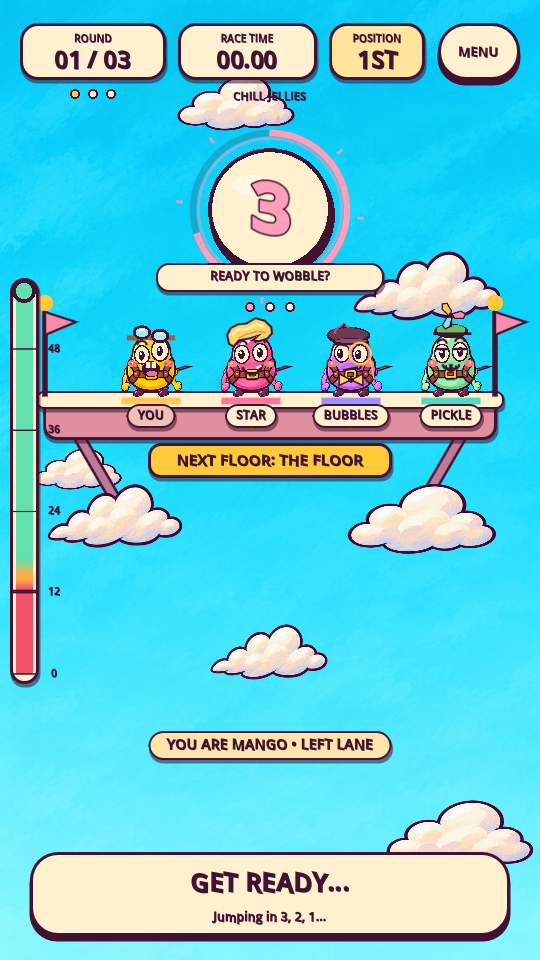 ROUND
01 / 03
RACE TIME
00.00
POSITION
1ST
MENU
CHILL JELLIES
3
READY TO WOBBLE?
48
36
24
12
0
YOU
STAR
BUBBLES
PICKLE
NEXT FLOOR: THE FLOOR
YOU ARE MANGO • LEFT LANE
GET READY...
Jumping in 3, 2, 1...